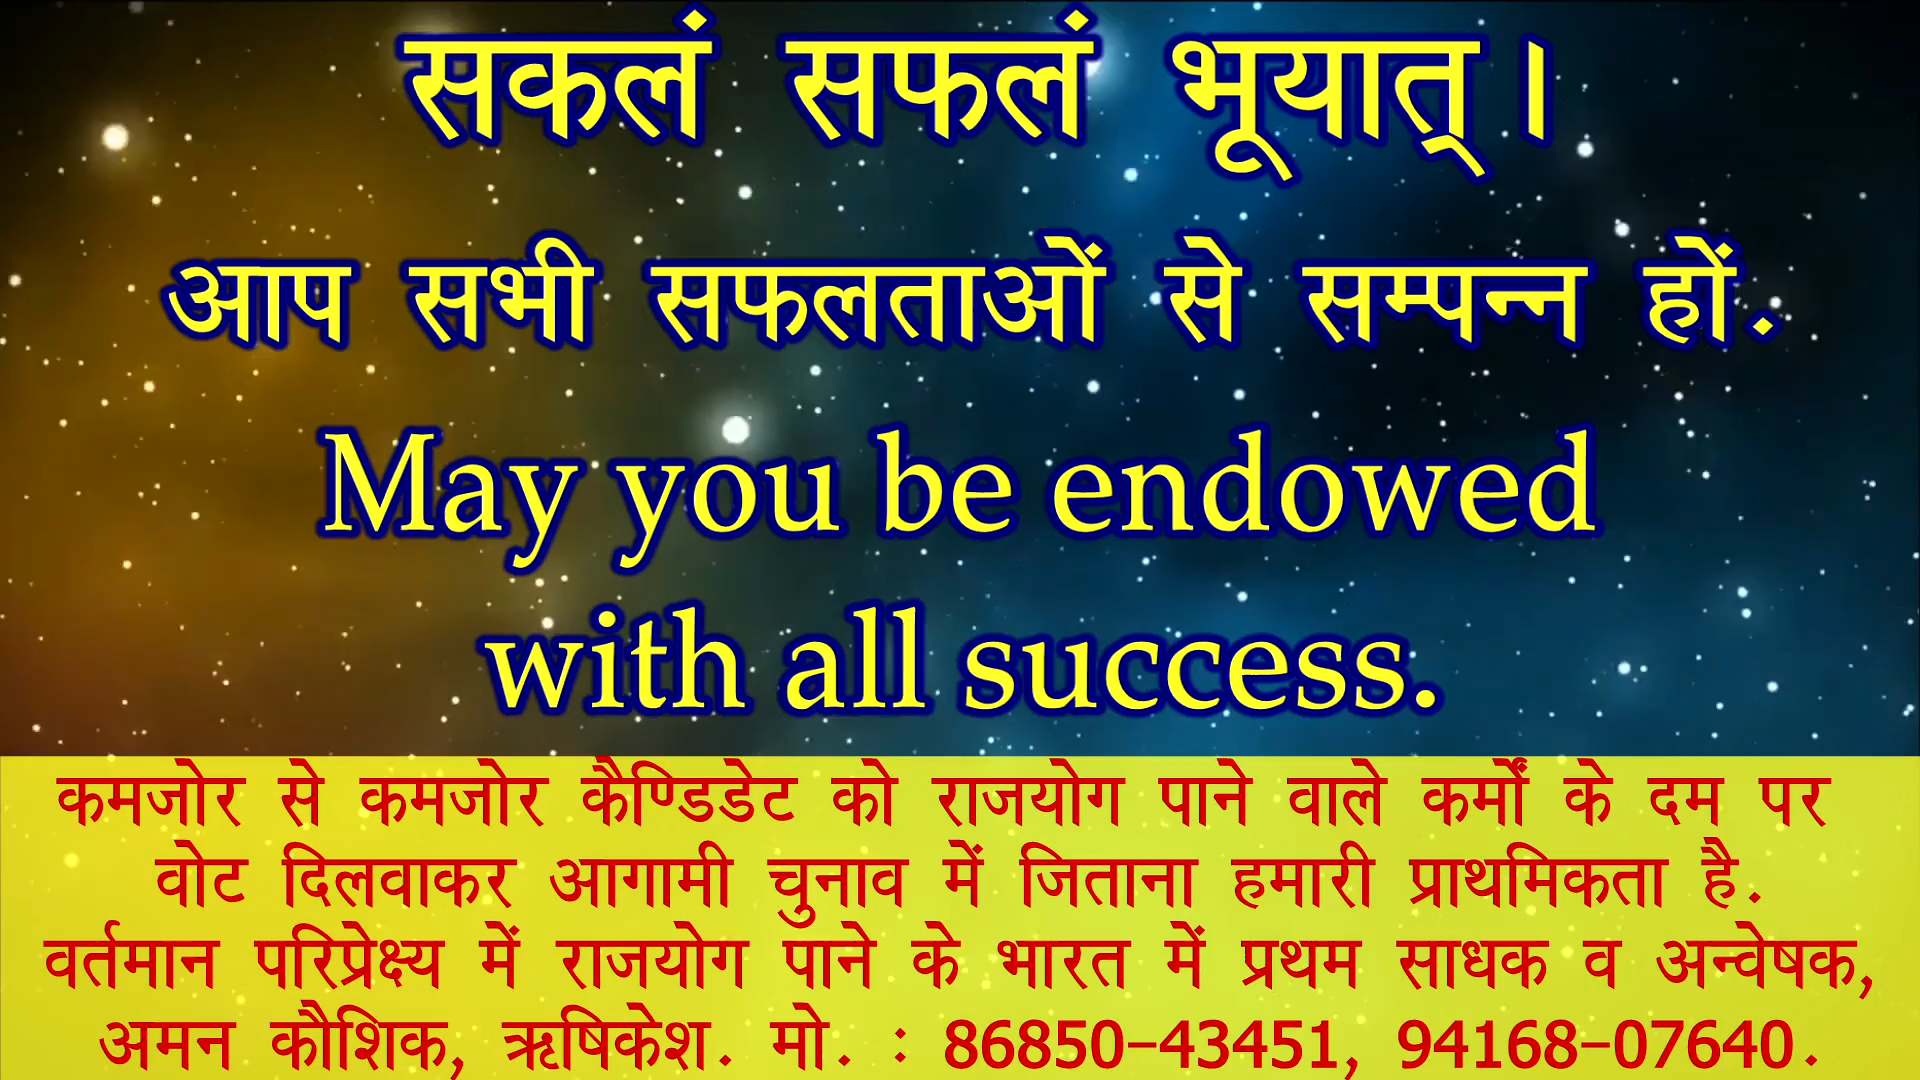 सकलं सफलं भूयात्।
आप सभी सफलताओं से सम्पन्न हों.
May you be endowed
with all success.
कमजोर से कमजोर कैण्डिडेट को राजयोग पाने वाले कर्मों के दम पर
वोट दिलवाकर आगामी चुनाव में जिताना हमारी प्राथमिकता है.
वर्तमान परिप्रेक्ष्य में राजयोग पाने के भारत में प्रथम साधक व अन्वेषक,
अमन कौशिक, ऋषिकेश. मो. : 86850-43451, 94168-07640.